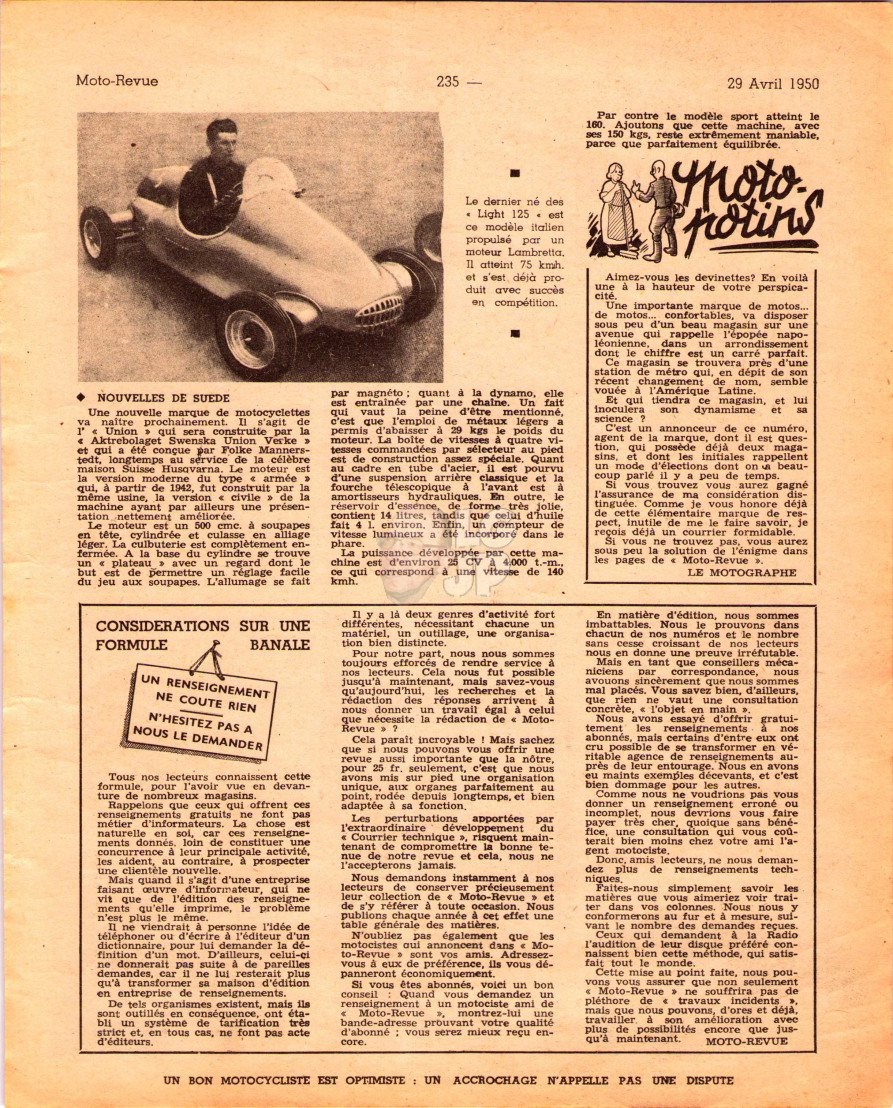 Moto-Revue
235 —
29 Avril 1950
Le dernier né des
« Light 125 « est
ce modèle italien
propulsé par un
moteur Lambretta.
Il atteint 75 kmh.
et s'est déjà pro-
duit avec succès
en compétition.
◆ NOUVELLES DE SUEDE
Une nouvelle marque de motocyclettes
va naître prochainement. Il s'agit de
l' « Union » qui sera construite par la
« Aktrebolaget Swenska Union Verke »
et qui a été conçue par Folke Manners-
tedt, longtemps au service de la célèbre
maison Suisse Husqvarna. Le moteur est
la version moderne du type « armée »
qui, à partir de 1942, fut construit par la
même usine, la version « civile » de la
machine ayant par ailleurs une présen-
tation nettement améliorée.
Le moteur est un 500 cmc. à soupapes
en tête, cylindrée et culasse en alliage
léger. La culbuterie est complètement en-
fermée. A la base du cylindre se trouve
un « plateau » avec un regard dont le
but est de permettre un réglage facile
du jeu aux soupapes. L'allumage se fait
par magnéto ; quant à la dynamo, elle
est entraînée par une chaîne. Un fait
qui vaut la peine d'être mentionné,
c'est que l'emploi de métaux légers a
permis d'abaisser à 29 kgs le poids du
moteur. La boîte de vitesses à quatre vi-
tesses commandées par sélecteur au pied
est de construction assez spéciale. Quant
au cadre en tube d'acier, il est pourvu
d'une suspension arrière classique et la
fourche télescopique à l'avant est à
amortisseurs hydrauliques. En outre, le
réservoir d'essence, de forme très jolie,
contient 14 litres, tandis que celui d'huile
fait 4 l. environ. Enfin, un compteur de
vitesse lumineux a été incorporé dans le
phare.
La puissance développée par cette ma-
chine est d'environ 25 CV à 4.000 t.-m.,
ce qui correspond à une vitesse de 140
kmh.
Par contre le modèle sport atteint le
160. Ajoutons que cette machine, avec
ses 150 kgs, reste extrêmement maniable,
parce que parfaitement équilibrée.
Moto-
potins
Aimez-vous les devinettes? En voilà
une à la hauteur de votre perspica-
cité.
Une importante marque de motos...
de motos... confortables, va disposer
sous peu d'un beau magasin sur une
avenue qui rappelle l'épopée napo-
léonienne, dans un arrondissement
dont le chiffre est un carré parfait.
Ce magasin se trouvera près d'une
station de métro qui, en dépit de son
récent changement de nom, semble
vouée à l'Amérique Latine.
Et qui tiendra ce magasin, et lui
inoculera son dynamisme et sa
science ?
C'est un annonceur de ce numéro,
agent de la marque, dont il est ques-
tion, qui possède déjà deux maga-
sins, et dont les initiales rappellent
un mode d'élections dont on a beau-
coup parlé il y a peu de temps.
Si vous trouvez vous aurez gagné
l'assurance de ma considération dis-
tinguée. Comme je vous honore déjà
de cette élémentaire marque de res-
pect, inutile de me le faire savoir, je
reçois déjà un courrier formidable.
Si vous ne trouvez pas, vous aurez
sous peu la solution de l'énigme dans
les pages de « Moto-Revue ».
LE MOTOGRAPHE
CONSIDERATIONS SUR UNE
FORMULE BANALE
UN RENSEIGNEMENT
NE COUTE RIEN
N'HESITEZ PAS A
NOUS LE DEMANDER
Tous nos lecteurs connaissent cette
formule, pour l'avoir vue en devan-
ture de nombreux magasins.
Rappelons que ceux qui offrent ces
renseignements gratuits ne font pas
métier d'informateurs. La chose est
naturelle en soi, car ces renseigne-
ments donnés. loin de constituer une
concurrence à leur principale activité,
les aident, au contraire, à prospecter
une clientèle nouvelle.
Mais quand il s'agit d'une entreprise
faisant œuvre d'informateur, qui ne
vit que de l'édition des renseigne-
ments qu'elle imprime, le problème
n'est plus le même.
Il ne viendrait à personne l'idée de
téléphoner ou d'écrire à l'éditeur d'un
dictionnaire, pour lui demander la dé-
finition d'un mot. D'ailleurs, celui-ci
ne donnerait pas suite à de pareilles
demandes, car il ne lui resterait plus
qu'à transformer sa maison d'édition
en entreprise de renseignements.
De tels organismes existent, mais ils
sont outillés en conséquence, ont éta-
bli un système de tarification très
strict et, en tous cas, ne font pas acte
d'éditeurs.
Il y a là deux genres d'activité fort
différentes, nécessitant chacune un
matériel, un outillage, une organisa-
tion bien distincte.
Pour notre part, nous nous sommes
toujours efforcés de rendre service à
nos lecteurs. Cela nous fut possible
jusqu'à maintenant, mais savez-vous
qu'aujourd'hui, les recherches et la
rédaction des réponses arrivent à
nous donner un travail égal à celui
que nécessite la rédaction de « Moto-
Revue » ?
Cela paraît incroyable ! Mais sachez
que si nous pouvons vous offrir une
revue aussi importante que la nôtre,
pour 25 fr. seulement, c'est que nous
avons mis sur pied une organisation
unique, aux organes parfaitement au
point, rodée depuis longtemps, et bien
adaptée à sa fonction.
Les perturbations apportées par
l'extraordinaire développement du
« Courrier technique », risquent main-
tenant de compromettre la bonne te-
nue de notre revue et cela, nous ne
l'accepterons jamais.
Nous demandons instamment à nos
lecteurs de conserver précieusement
leur collection de « Moto-Revue » et
de s'y référer à toute occasion. Nous
publions chaque année à cet effet une
table générale des matières.
N'oubliez pas également que les
motocistes qui annoncent dans « Mo-
to-Revue » sont vos amis. Adressez-
vous à eux de préférence, ils vous dé-
panneront économiquement.
Si vous êtes abonnés, voici un bon
conseil : Quand vous demandez un
renseignement à un motociste ami de
« Moto-Revue », montrez-lui une
bande-adresse prouvant votre qualité
d'abonné ; vous serez mieux reçu en-
core.
En matière d'édition, nous sommes
imbattables. Nous le prouvons dans
chacun de nos numéros et le nombre
sans cesse croissant de nos lecteurs
nous en donne une preuve irréfutable.
Mais en tant que conseillers méca-
niciens par correspondance, nous
avouons sincèrement que nous sommes
mal placés. Vous savez bien, d'ailleurs,
que rien ne vaut une consultation
concrète, « l'objet en main ».
Nous avons essayé d'offrir gratui-
tement les renseignements à nos
abonnés, mais certains d'entre eux ont
cru possible de se transformer en vé-
ritable agence de renseignements au-
près de leur entourage. Nous en avons
eu maints exemples décevants, et c'est
bien dommage pour les autres.
Comme nous ne voudrions pas vous
donner un renseignement erroné ou
incomplet, nous devrions vous faire
payer très cher, quoique sans béné-
fice, une consultation qui vous coû-
terait bien moins chez votre ami l'a-
gent motociste.
Donc, amis lecteurs, ne nous deman-
dez plus de renseignements tech-
niques.
Faites-nous simplement savoir les
matières que vous aimeriez voir trai-
ter dans vos colonnes. Nous nous y
conformerons au fur et à mesure, sui-
vant le nombre des demandes reçues.
Ceux qui demandent à la Radio
l'audition de leur disque préféré con-
naissent bien cette méthode, qui satis-
fait tout le monde.
Cette mise au point faite, nous pou-
vons vous assurer que non seulement
« Moto-Revue » ne souffrira pas de
pléthore de « travaux incidents »,
mais que nous pouvons, d'ores et déjà,
travailler à son amélioration avec
plus de possibilités encore que jus-
qu'à maintenant. MOTO-REVUE
UN BON MOTOCYCLISTE EST OPTIMISTE : UN ACCROCHAGE N'APPELLE PAS UNE DISPUTE